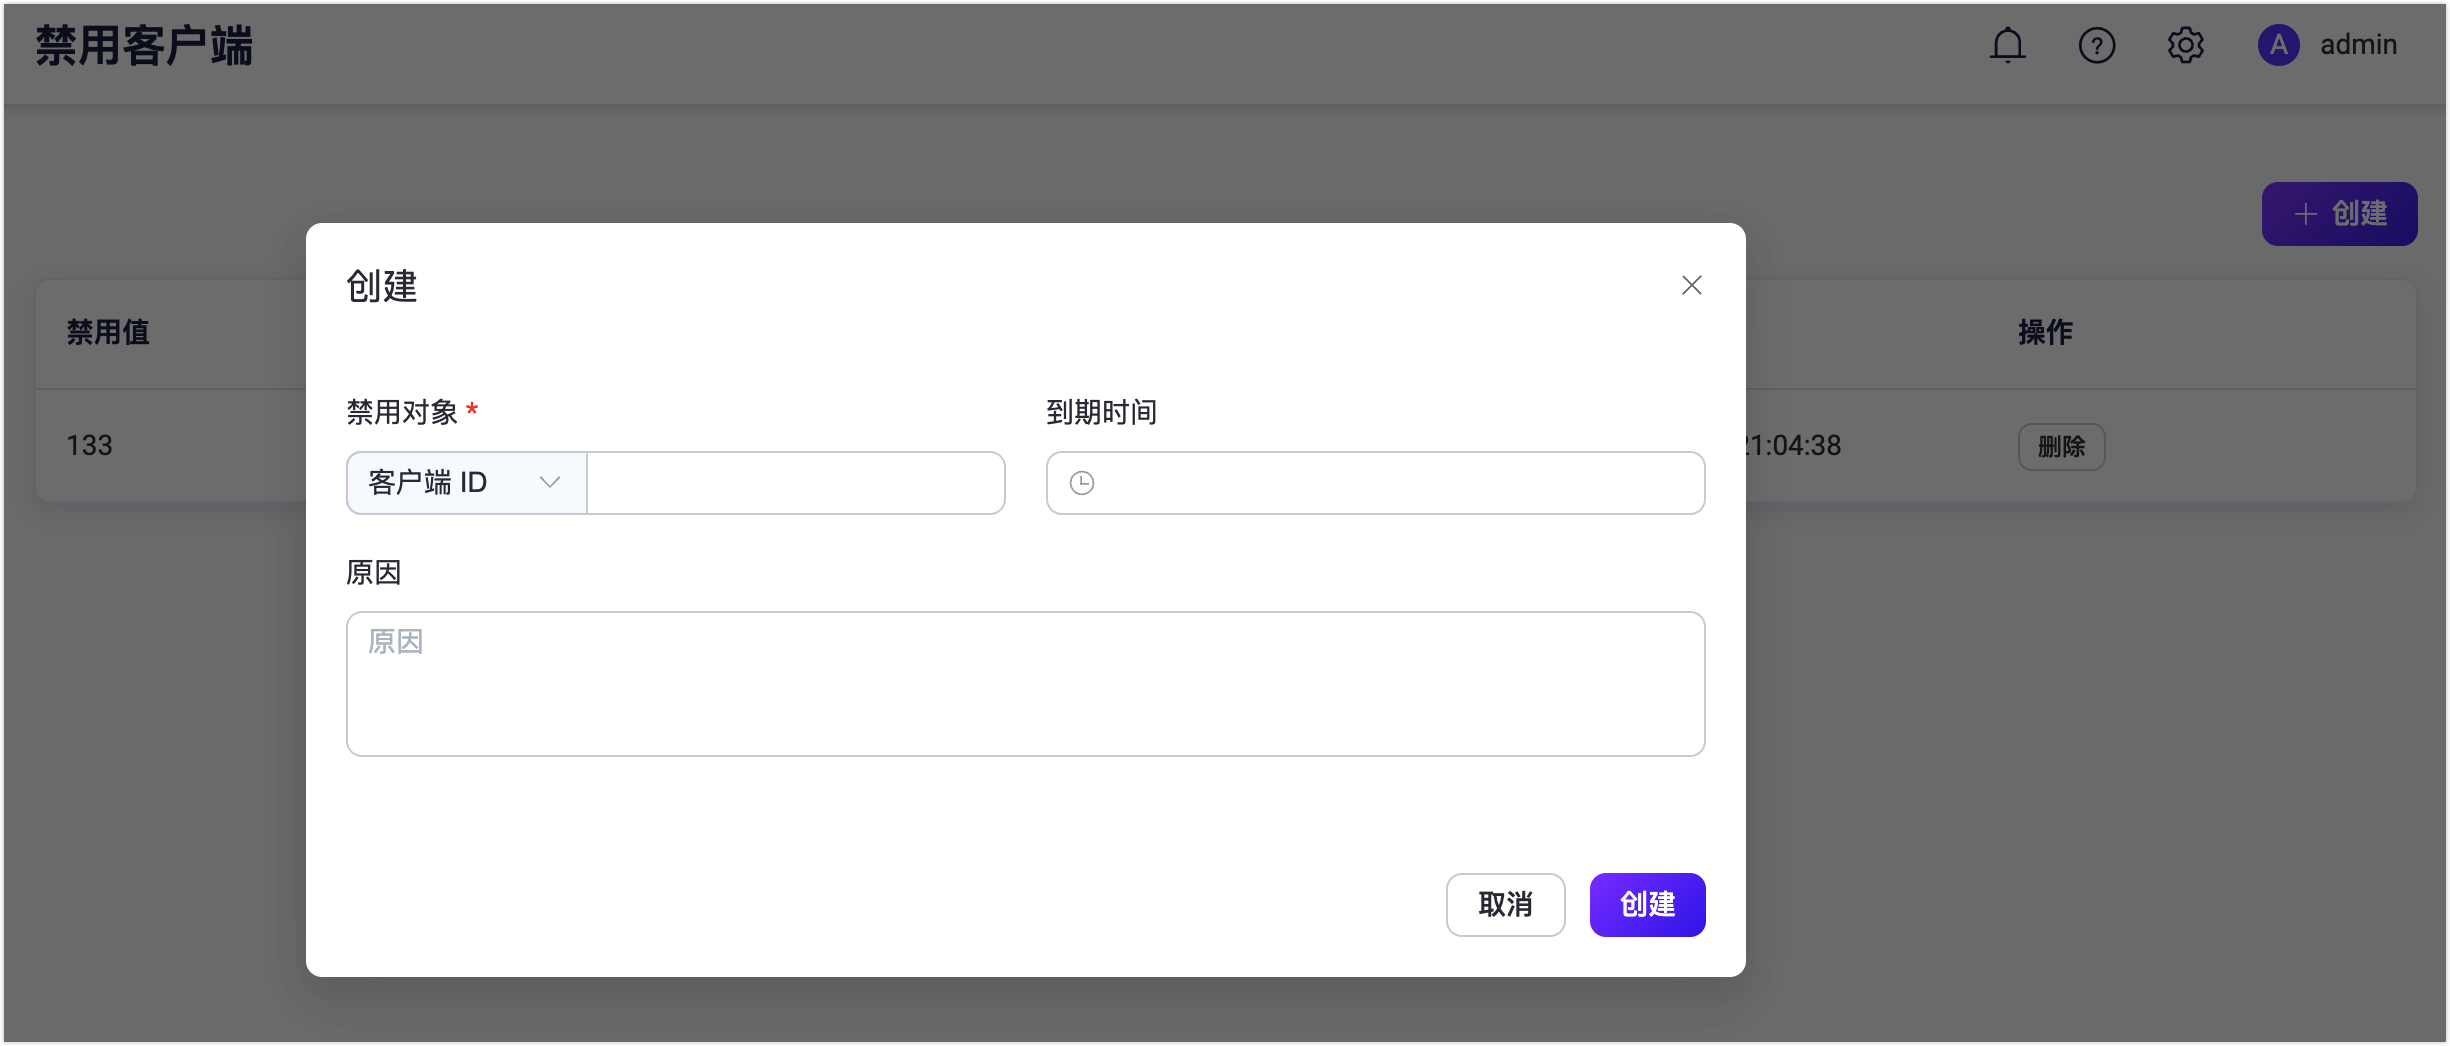 禁用客户端
A admin
创建
创建
禁用值
操作
禁用对象 *
到期时间
133
21:04:38
删除
客户端 ID
原因
原因
取消
创建